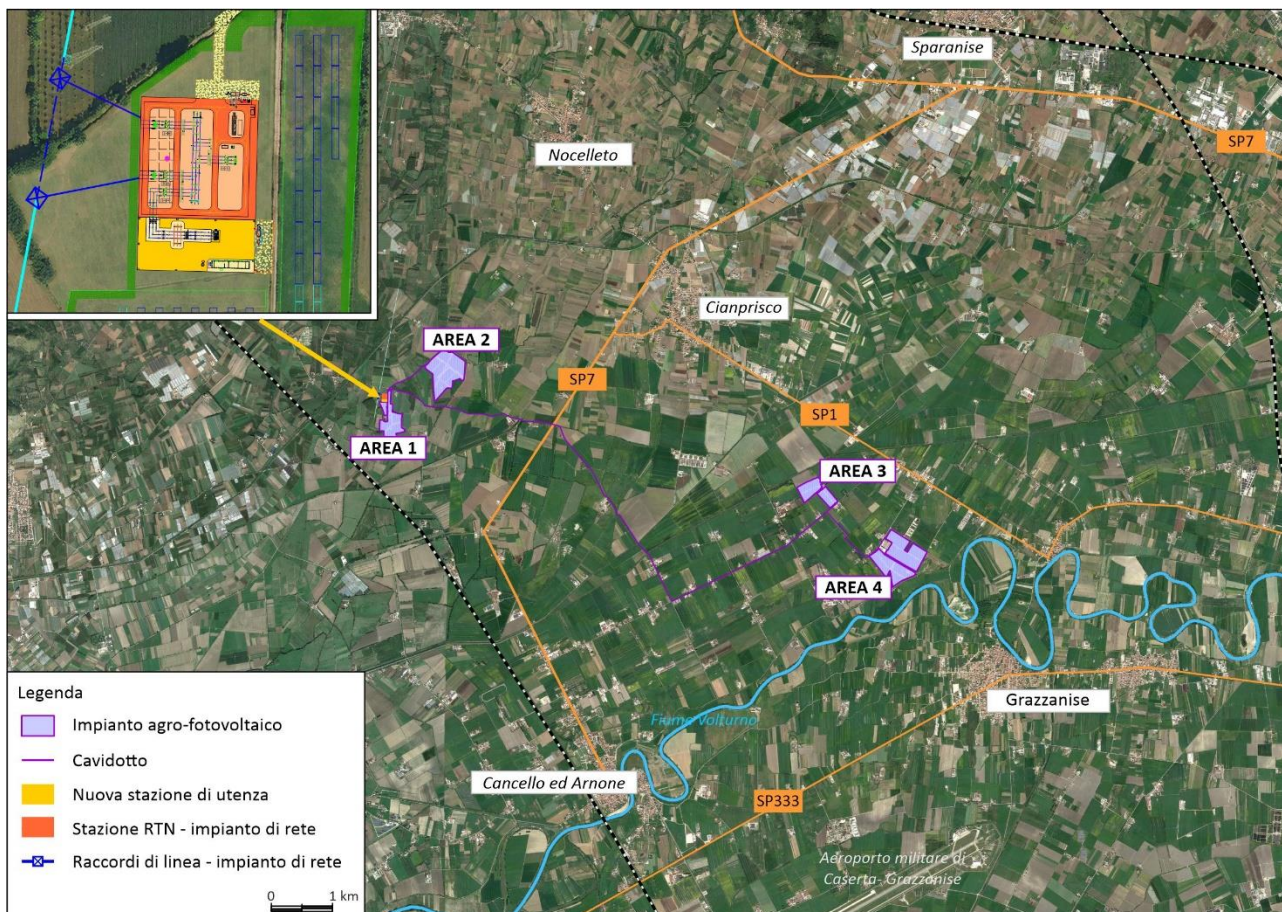 Sparanise
SP7
Nocelleto
Cianprisco
AREA 2
SP7
SP1
AREA 1
AREA 3
AREA 4
Grazzanise
Fiume Volturno
Cancello ed Arnone
SP333
Aeroporto militare di
Caserta- Grazzanise
Legenda
Impianto agro-fotovoltaico
Cavidotto
Nuova stazione di utenza
Stazione RTN - impianto di rete
Raccordi di linea - impianto di rete
0 1 km